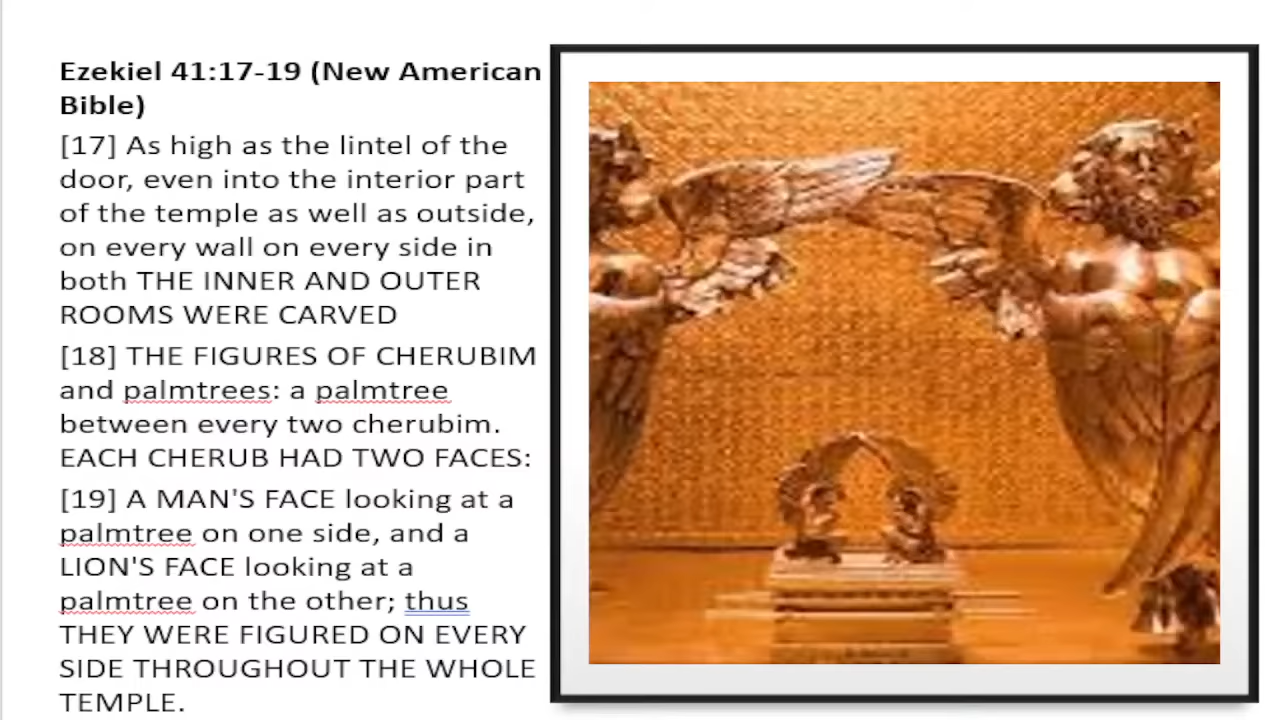 Ezekiel 41:17-19 (New American
Bible)
[17] As high as the lintel of the
door, even into the interior part
of the temple as well as outside,
on every wall on every side in
both THE INNER AND OUTER
ROOMS WERE CARVED
[18] THE FIGURES OF CHERUBIM
and palmtrees: a palmtree
between every two cherubim.
EACH CHERUB HAD TWO FACES:
[19] A MAN'S FACE looking at a
palmtree on one side, and a
LION'S FACE looking at a
palmtree on the other; thus
THEY WERE FIGURED ON EVERY
SIDE THROUGHOUT THE WHOLE
TEMPLE.